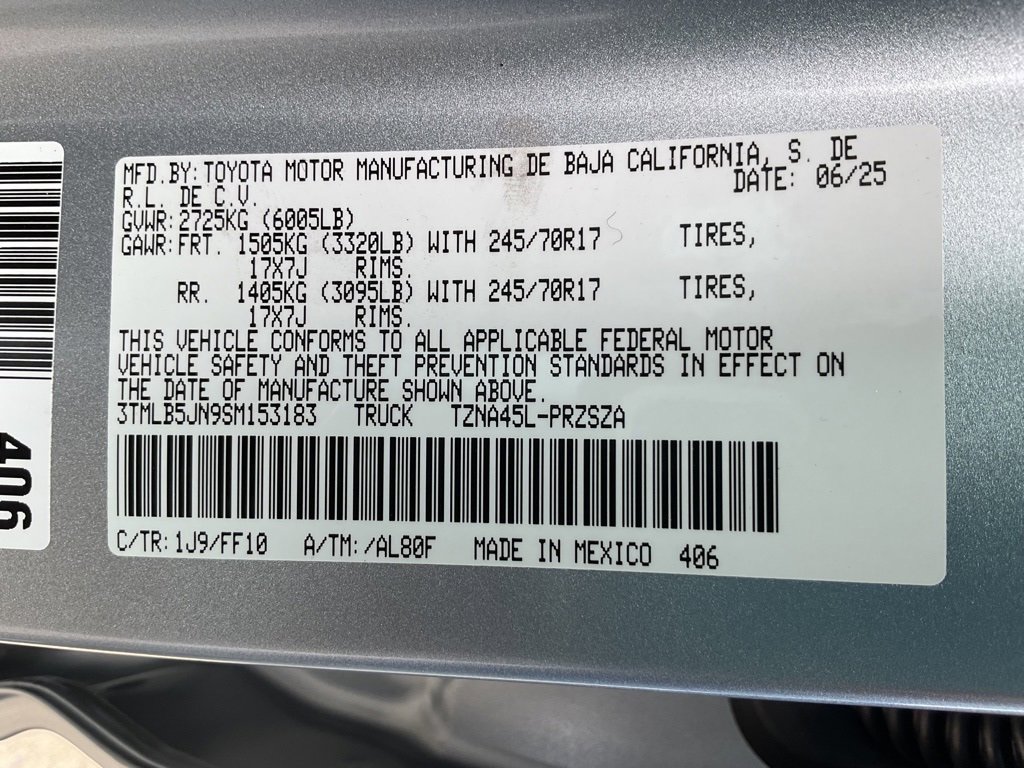 MFD.BY:TOYOTA MOTOR MANUFACTURING DE BAJA CALIFORNIA, S. DE
R.L. DE C.V. DATE: 06/25
GVWR:2725KG (6005LB)
GAWR:FRT. 1505KG (3320LB) WITH 245/70R17 TIRES,
17X7J RIMS.
RR. 1405KG (3095LB) WITH 245/70R17 TIRES,
17X7J RIMS.
THIS VEHICLE CONFORMS TO ALL APPLICABLE FEDERAL MOTOR
VEHICLE SAFETY AND THEFT PREVENTION STANDARDS IN EFFECT ON
THE DATE OF MANUFACTURE SHOWN ABOVE.
3TMLB5JN9SM153183 TRUCK TZNA45L-PRZSZA
C/TR:1J9/FF10 A/TM:/AL80F MADE IN MEXICO 406
406